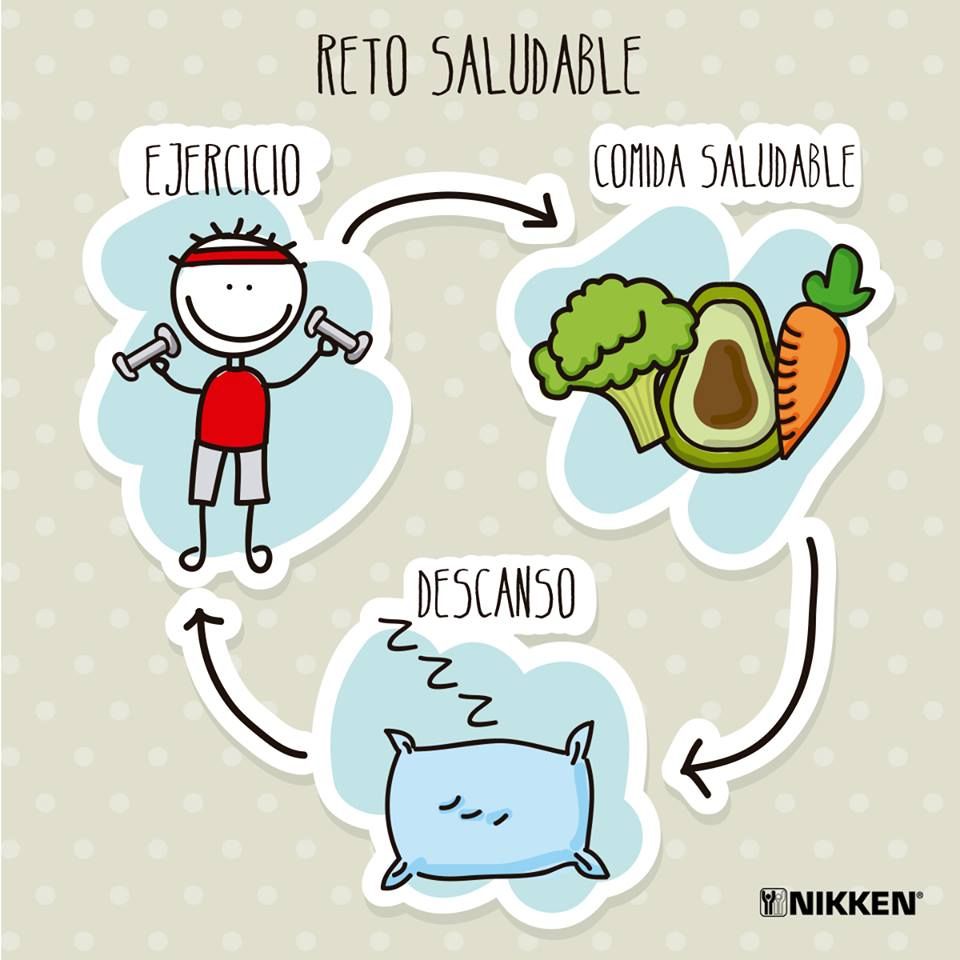 RETO SALUDABLE
EJERCICIO
COMIDA SALUDABLE
DESCANSO
Z
Z
Z
NIKKEN®